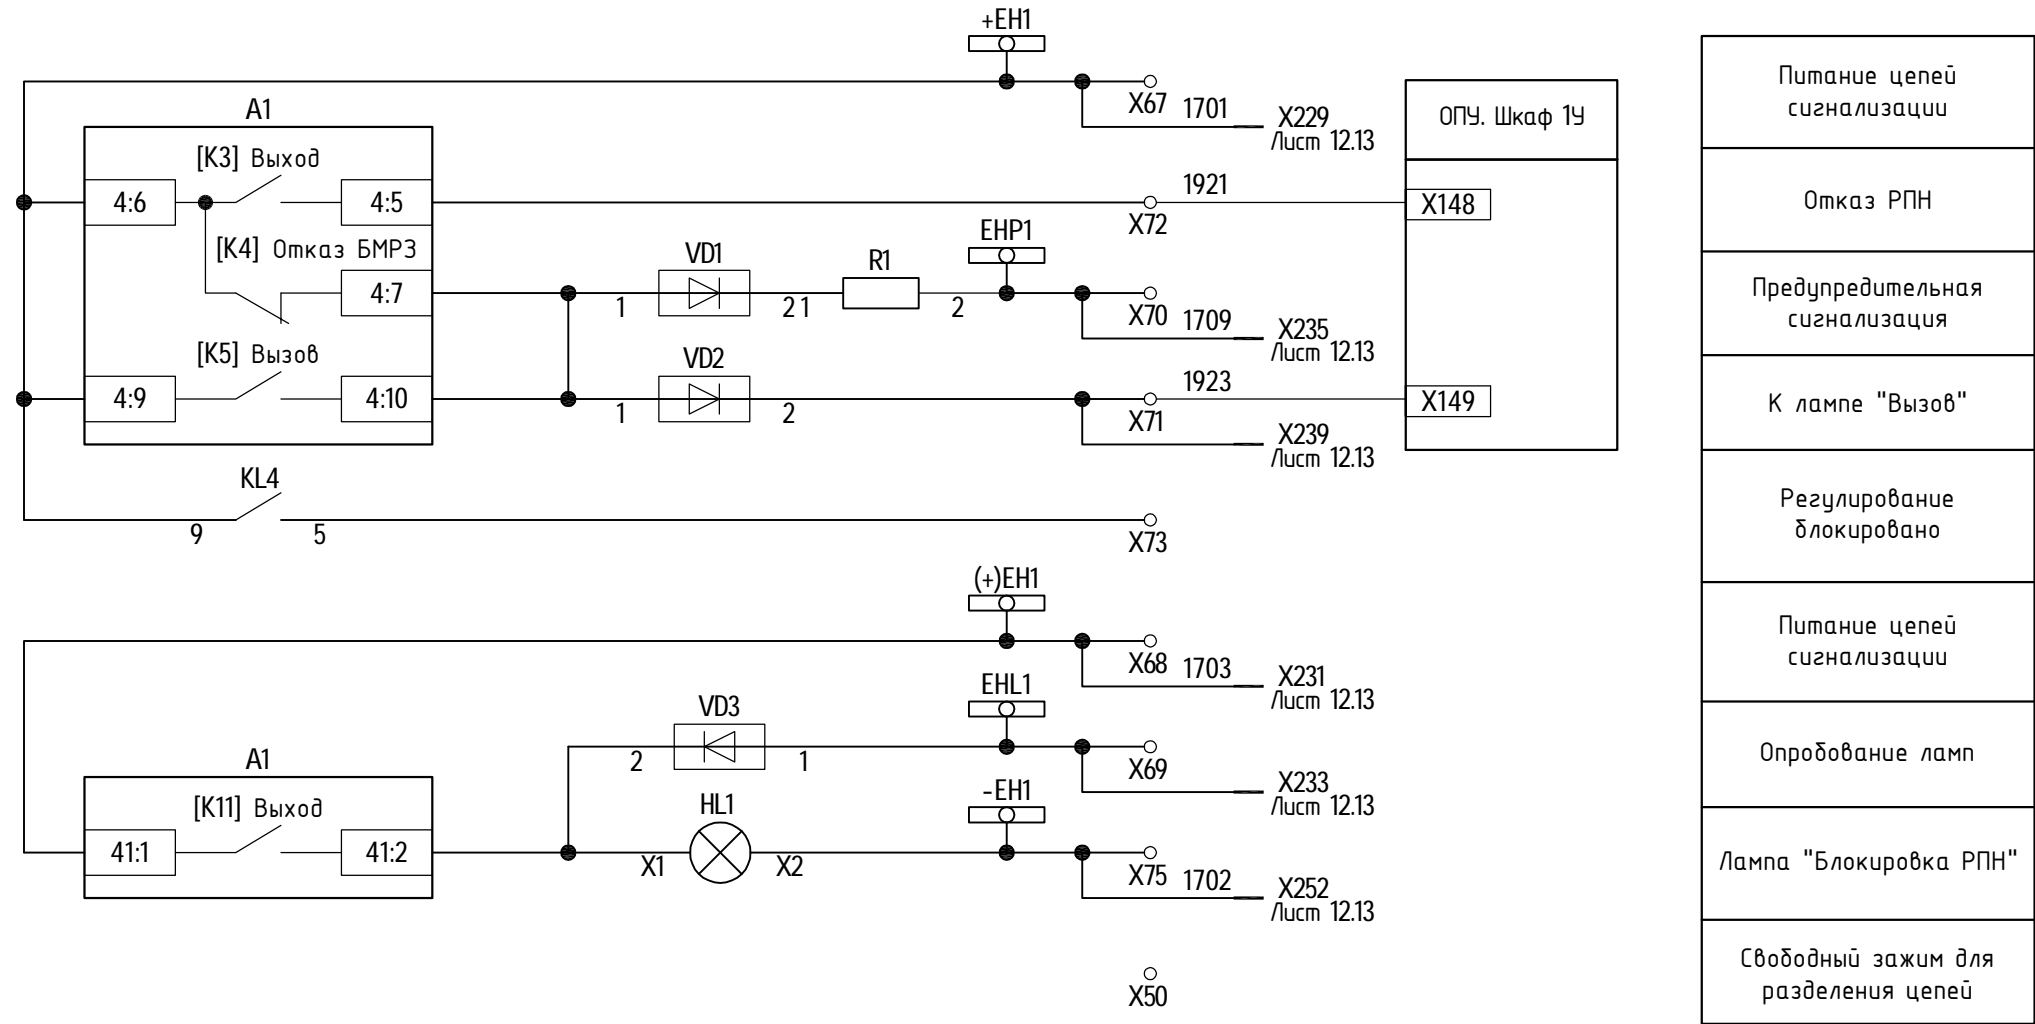 +EH1
X67
1701
X229
Лист 12.13
ОПУ. Шкаф 1У
Питание цепей
сигнализации
A1
[K3] Выход
4:6
4:5
X72
1921
X148
Отказ РПН
[K4] Отказ БМРЗ
4:7
1
VD1
2
1
R1
2
EHP1
X70
1709
X235
Лист 12.13
Предупредительная
сигнализация
[K5] Вызов
4:9
4:10
1
VD2
2
X71
1923
X149
X239
Лист 12.13
К лампе "Вызов"
KL4
9
5
X73
Регулирование
блокировано
(+)EH1
X68
1703
X231
Лист 12.13
Питание цепей
сигнализации
VD3
2
1
EHL1
X69
X233
Лист 12.13
Опробование ламп
A1
[K11] Выход
41:1
41:2
X1
HL1
X2
-EH1
X75
1702
X252
Лист 12.13
Лампа "Блокировка РПН"
X50
Свободный зажим для
разделения цепей